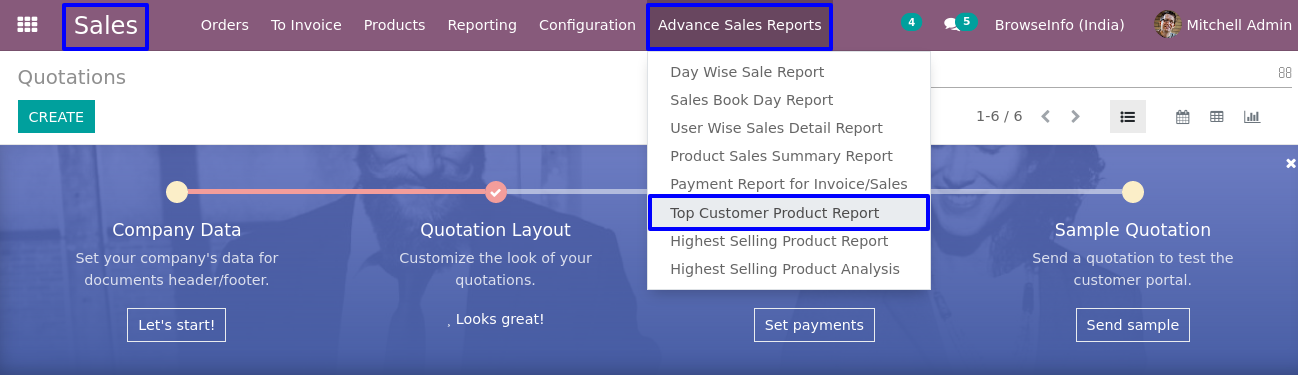 Sales Orders To Invoice Products Reporting Configuration Advance Sales Reports 4 5 BrowseInfo (India) Mitchell Admin
Quotations
CREATE
1-6 / 6
Day Wise Sale Report
Sales Book Day Report
User Wise Sales Detail Report
Product Sales Summary Report
Payment Report for Invoice/Sales
Top Customer Product Report
Highest Selling Product Report
Highest Selling Product Analysis
Company Data
Set your company's data for
documents header/footer.
Let's start!
Quotation Layout
Customize the look of your
quotations.
Looks great!
Set payments
Sample Quotation
Send a quotation to test the
customer portal.
Send sample